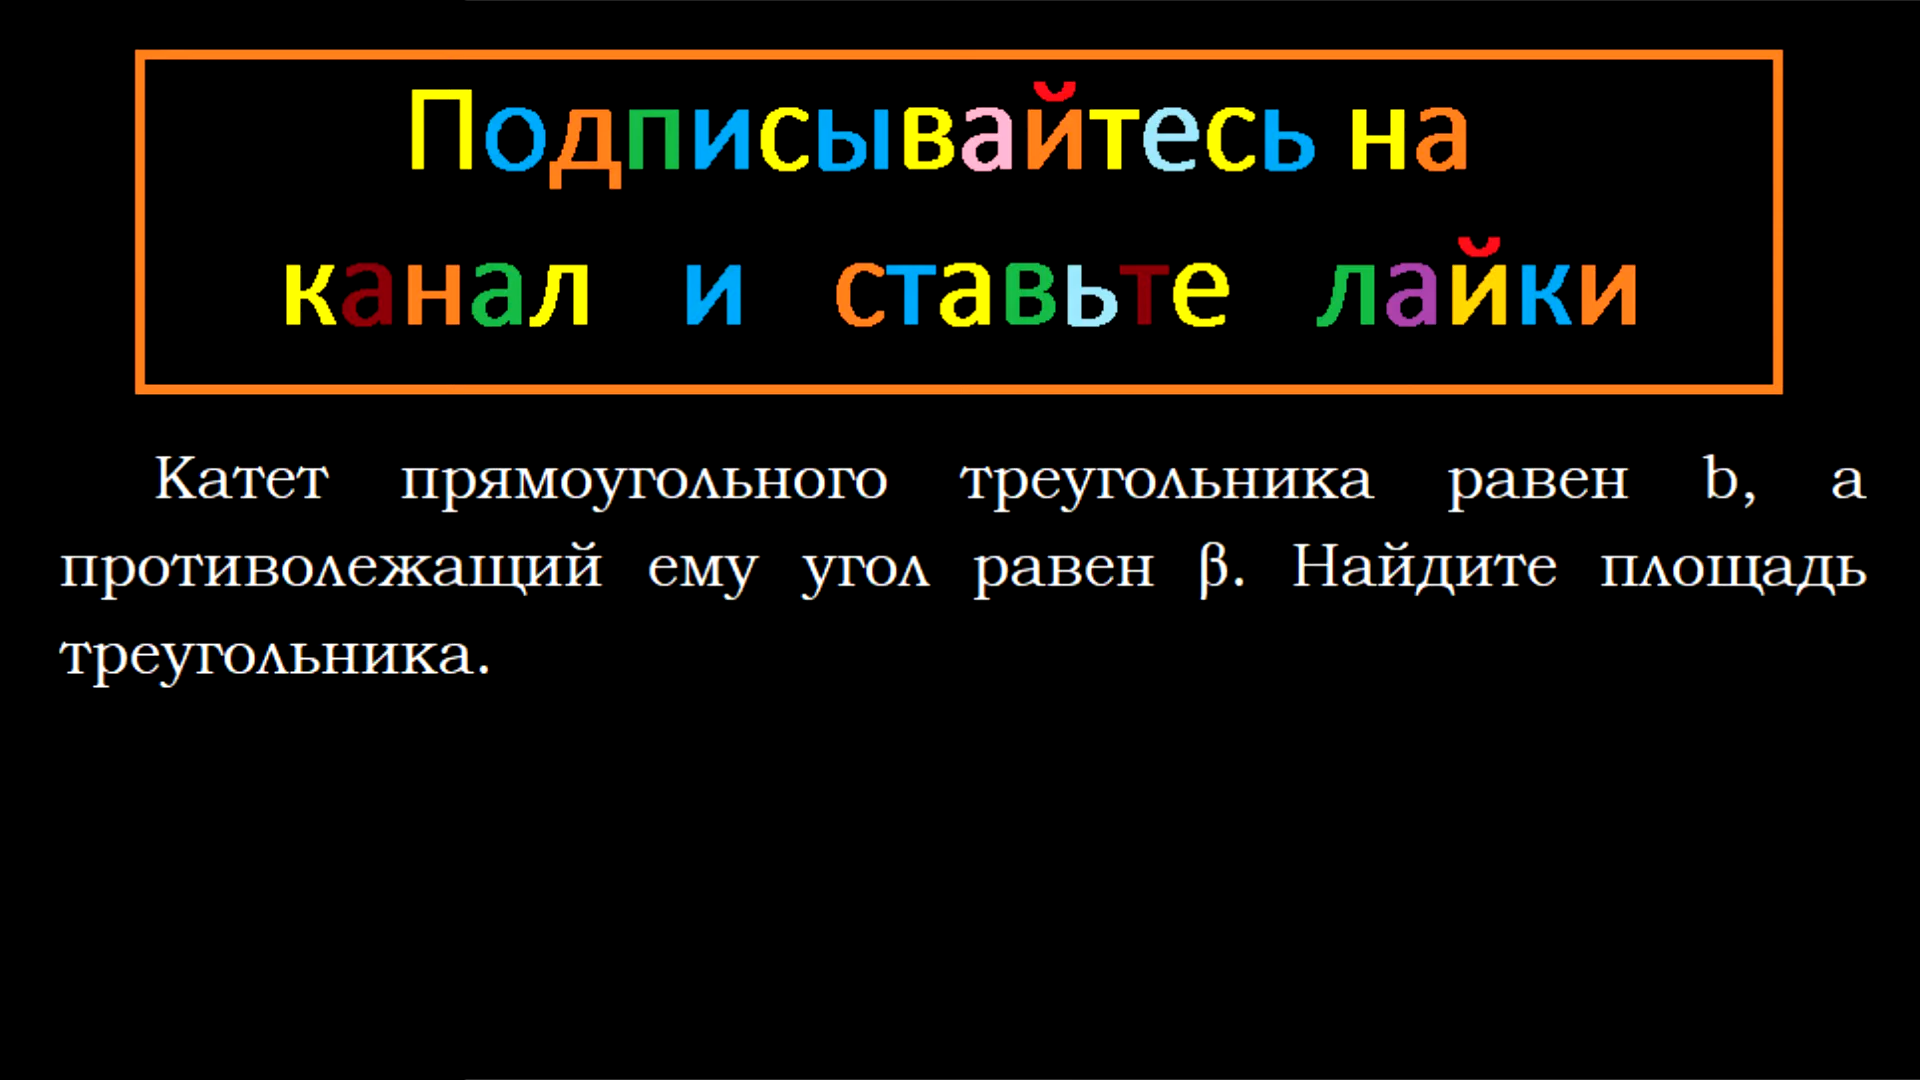 Подписывайтесь на
канал и ставьте лайки
Катет прямоугольного треугольника равен b, а
противолежащий ему угол равен β. Найдите площадь
треугольника.